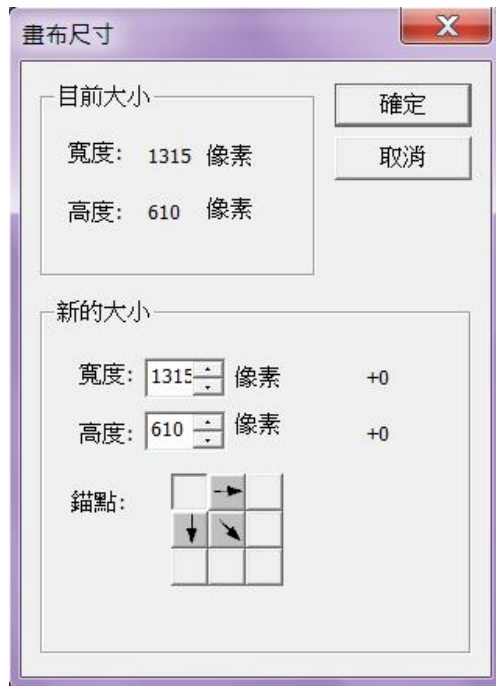 畫布尺寸
目前大小
寬度: 1315 像素
高度: 610 像素
確定
取消
新的大小
寬度: 1315 像素 +0
高度: 610 像素 +0
錨點: